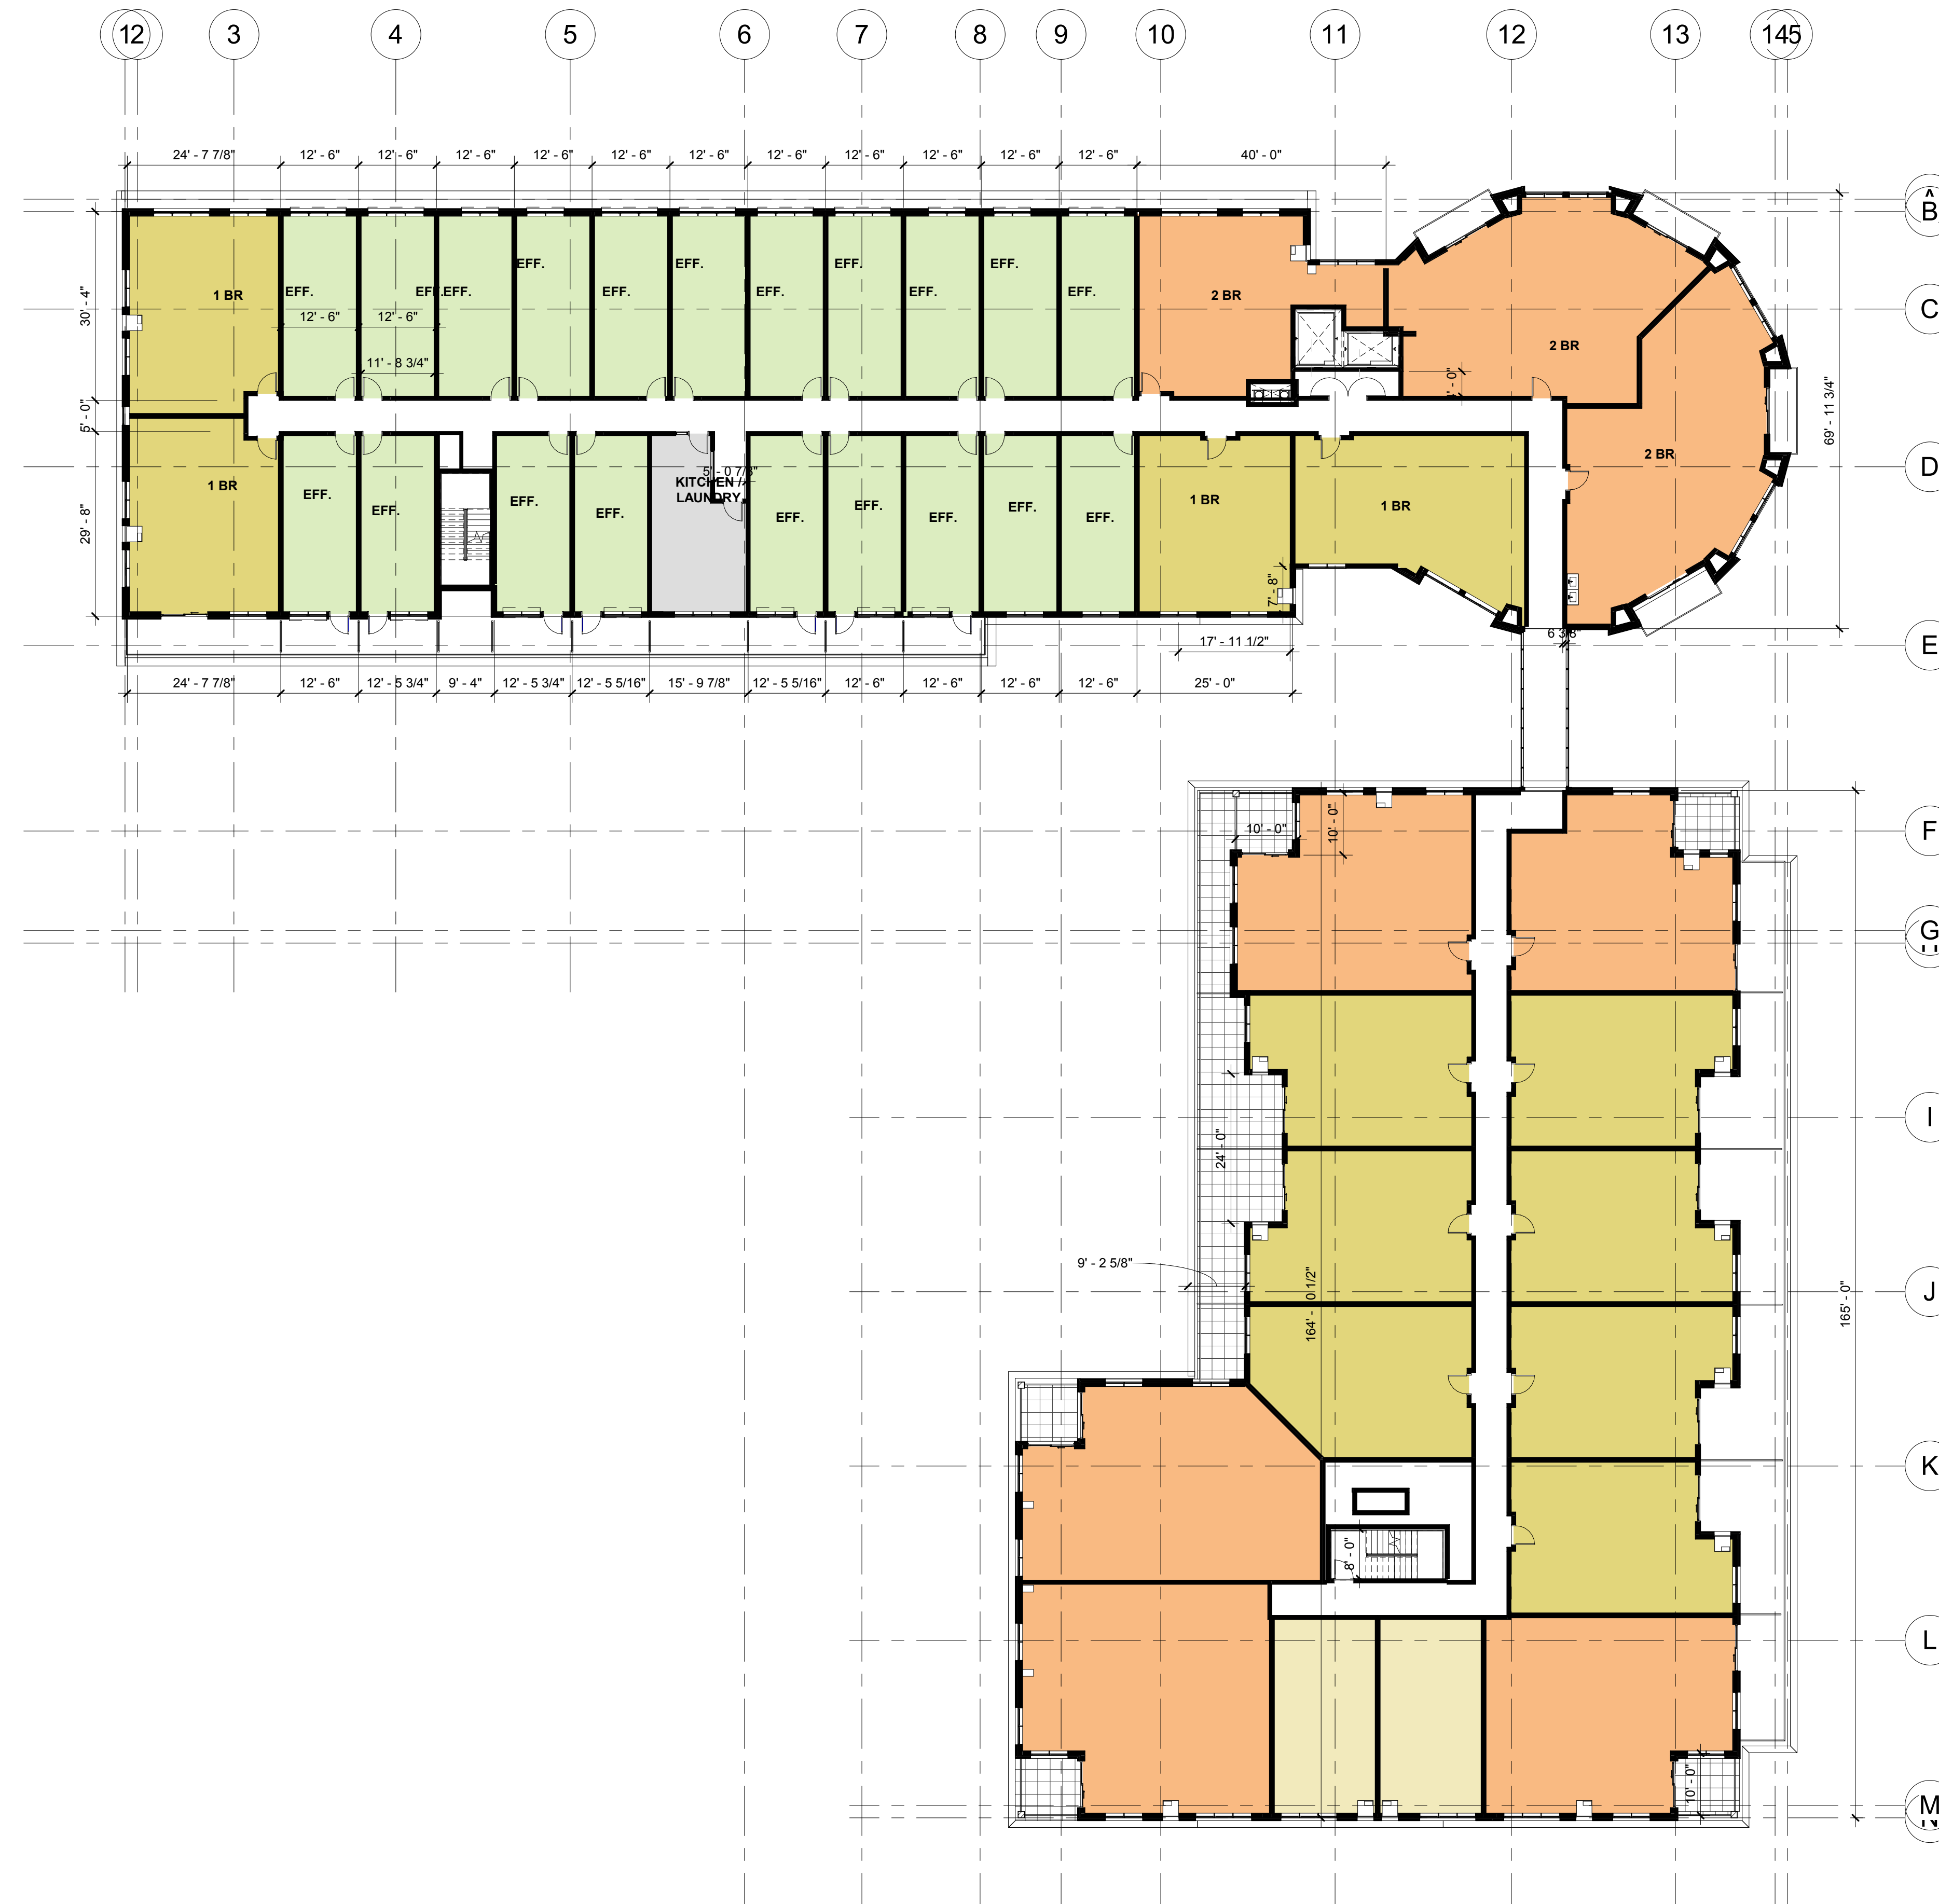 12
3
4
5
6
7
8
9
10
11
12
13
145
24' - 7 7/8"
12' - 6"
12' - 6"
12' - 6"
12' - 6"
12' - 6"
12' - 6"
12' - 6"
12' - 6"
12' - 6"
12' - 6"
12' - 6"
40' - 0"
B
C
D
E
F
G
I
J
K
L
M
30' - 4"
5' - 0"
29' - 8"
1 BR
EFF.
EFF.
EFF.
EFF.
EFF.
EFF.
EFF.
EFF.
EFF.
EFF.
EFF.
2 BR
2 BR
2 BR
12' - 6"
12' - 6"
11' - 8 3/4"
69' - 11 3/4"
1 BR
EFF.
EFF.
EFF.
EFF.
5' - 0 7/8"
KITCHEN /
LAUNDRY
EFF.
EFF.
EFF.
EFF.
EFF.
1 BR
1 BR
7' - 8"
17' - 11 1/2"
6 3/8"
24' - 7 7/8"
12' - 6"
12' - 5 3/4"
9' - 4"
12' - 5 3/4"
12' - 5 5/16"
15' - 9 7/8"
12' - 5 5/16"
12' - 6"
12' - 6"
12' - 6"
12' - 6"
25' - 0"
10' - 0"
10' - 0"
24' - 0"
9' - 2 5/8"
164' - 0 1/2"
165' - 0"
8' - 0"
10' - 0"